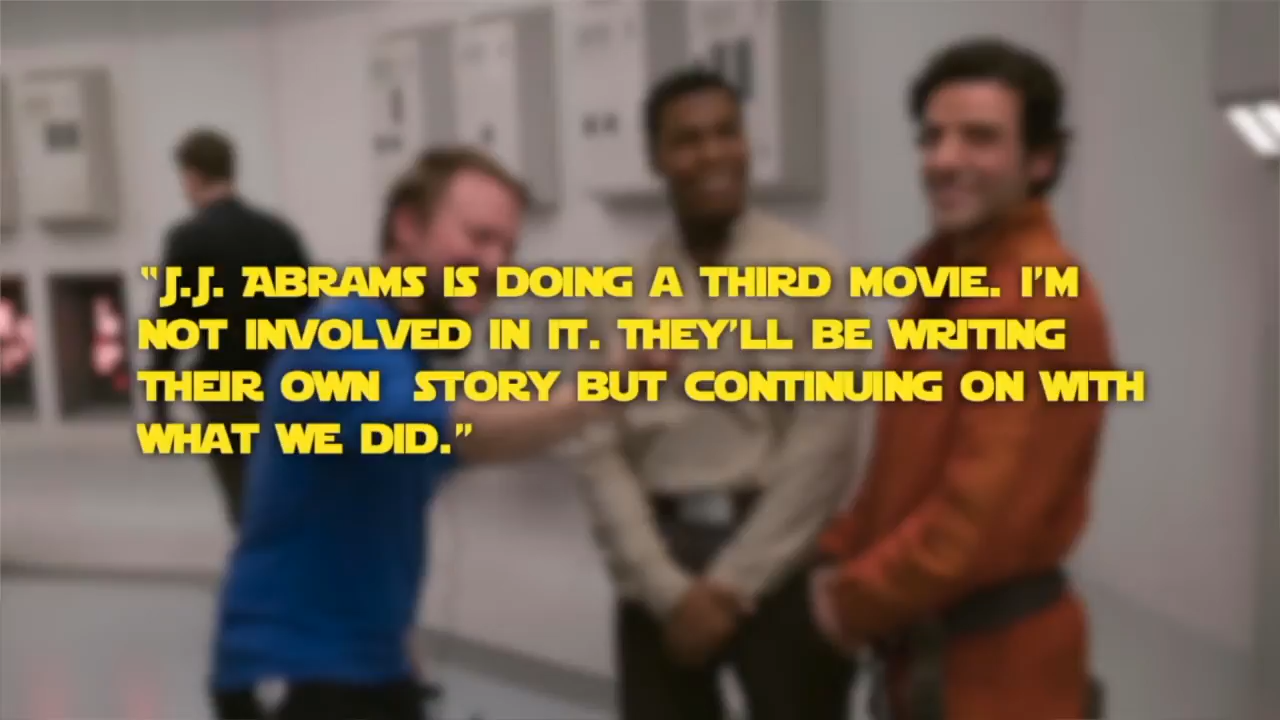 “J.J. ABRAMS IS DOING A THIRD MOVIE. I'M
NOT INVOLVED IN IT. THEY'LL BE WRITING
THEIR OWN STORY BUT CONTINUING ON WITH
WHAT WE DID.”